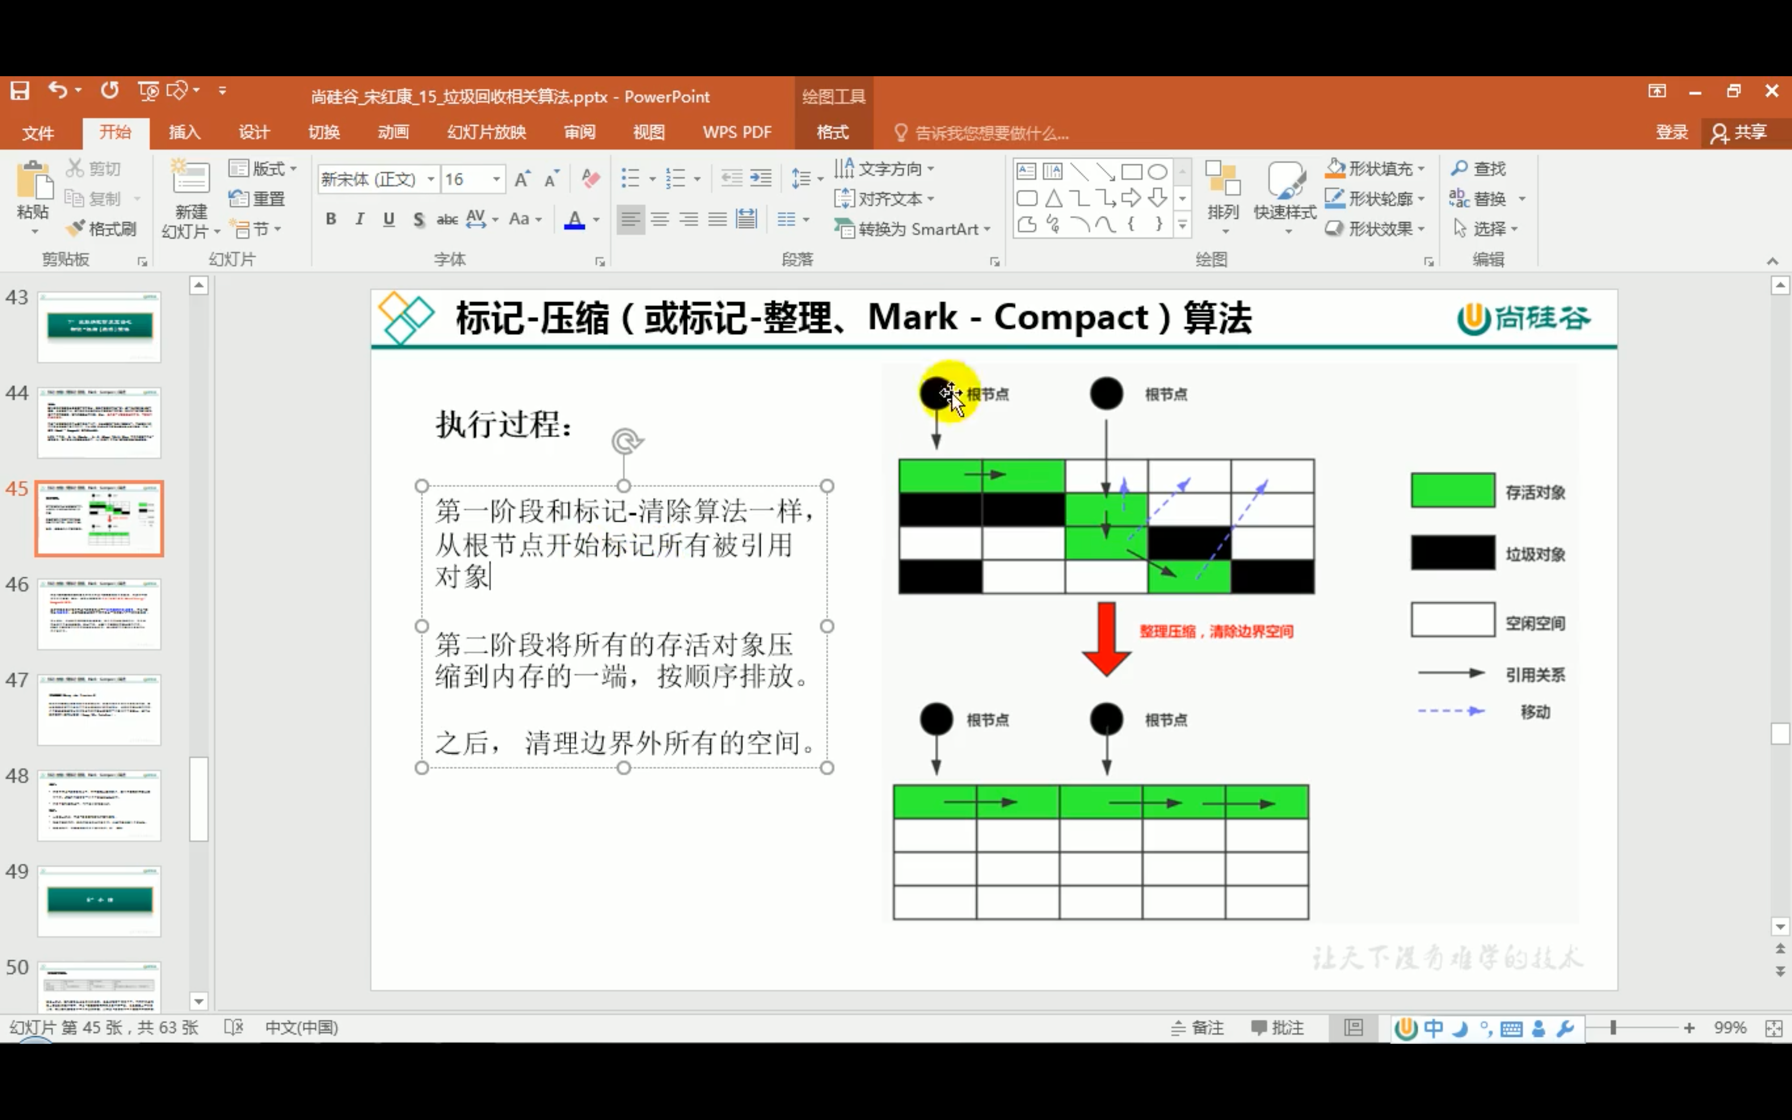 尚硅谷_宋红康_15_垃圾回收相关算法.pptx - PowerPoint
绘图工具
文件
开始
插入
设计
切换
动画
幻灯片放映
审阅
视图
WPS PDF
格式
告诉我您想要做什么...
登录
共享
粘贴
剪切
复制
格式刷
剪贴板
新建
幻灯片
版式
重置
节
幻灯片
新宋体 (正文)
16
B I U S abc AV Aa A
字体
文字方向
对齐文本
转换为 SmartArt
段落
排列
快速样式
形状填充
形状轮廓
形状效果
绘图
查找
替换
选择
编辑
43
44
45
46
47
48
49
50
标记-压缩（或标记-整理、Mark - Compact）算法
尚硅谷
执行过程：
第一阶段和标记-清除算法一样，
从根节点开始标记所有被引用
对象
第二阶段将所有的存活对象压
缩到内存的一端，按顺序排放。
之后， 清理边界外所有的空间。
根节点
根节点
整理压缩，清除边界空间
根节点
根节点
存活对象
垃圾对象
空闲空间
引用关系
移动
让天下没有难学的技术
幻灯片 第 45 张，共 63 张
中文(中国)
备注
批注
中
99%